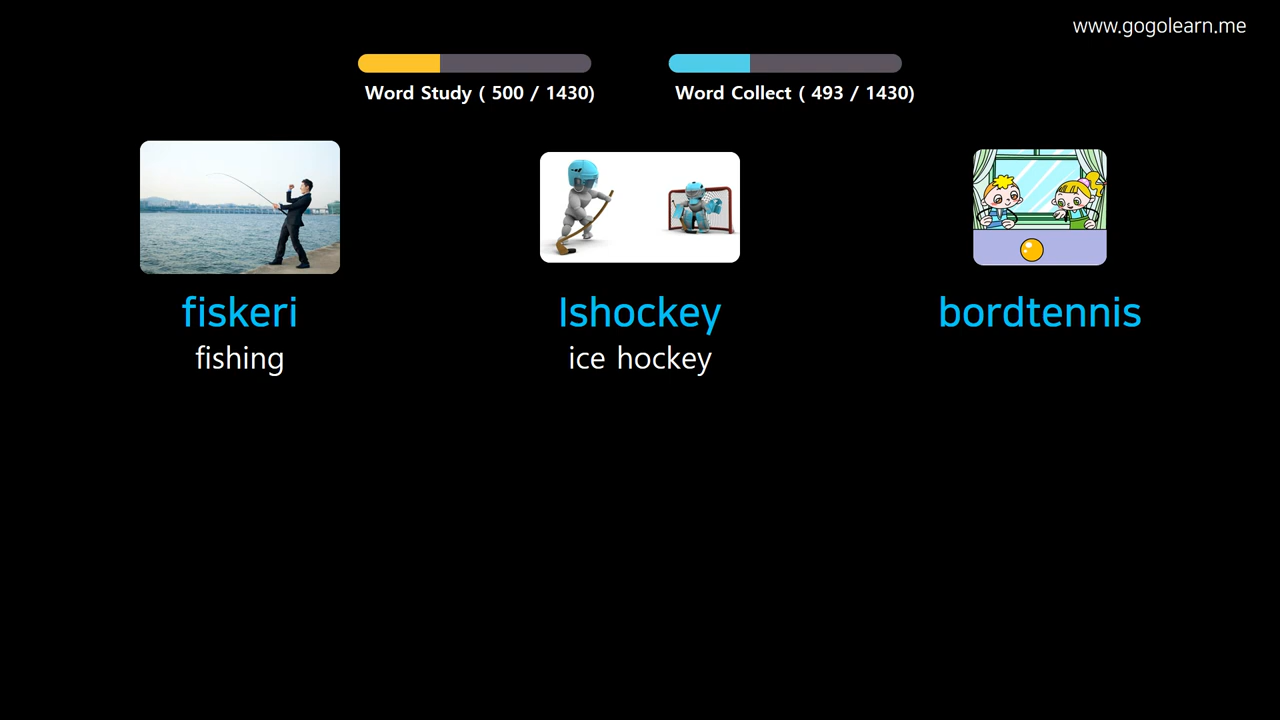 www.gogolearn.me
Word Study ( 500 / 1430)
Word Collect ( 493 / 1430)
fiskeri
fishing
Ishockey
ice hockey
bordtennis